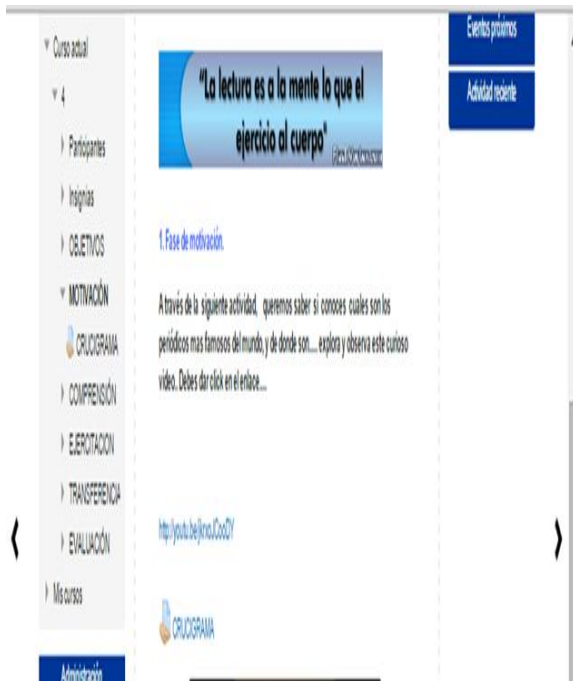 Curso actual
4
Participantes
Insignias
OBJETIVOS
MOTIVACIÓN
CRUCIGRAMA
COMPRENSIÓN
EJERCITACION
TRANSFERENCIA
EVALUACIÓN
Mis cursos
Administración
"La lectura es a la mente lo que el
ejercicio al cuerpo"
1. Fase de motivación.
A través de la siguiente actividad, queremos saber si conoces cuales son los
periódicos mas famosos del mundo, y de donde son.... explora y observa este curioso
video. Debes dar click en el enlace....
CRUCIGRAMA
Eventos próximos
Actividad reciente